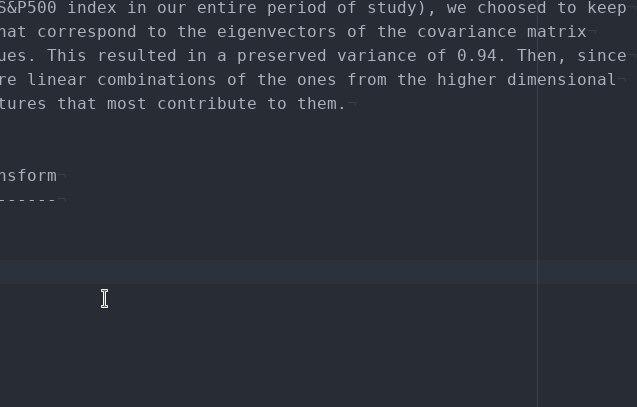 S&P500 index in our entire period of study), we choosed to keep
hat correspond to the eigenvectors of the covariance matrix
ues. This resulted in a preserved variance of 0.94. Then, since
re linear combinations of the ones from the higher dimensional
tures that most contribute to them.
nsform
------